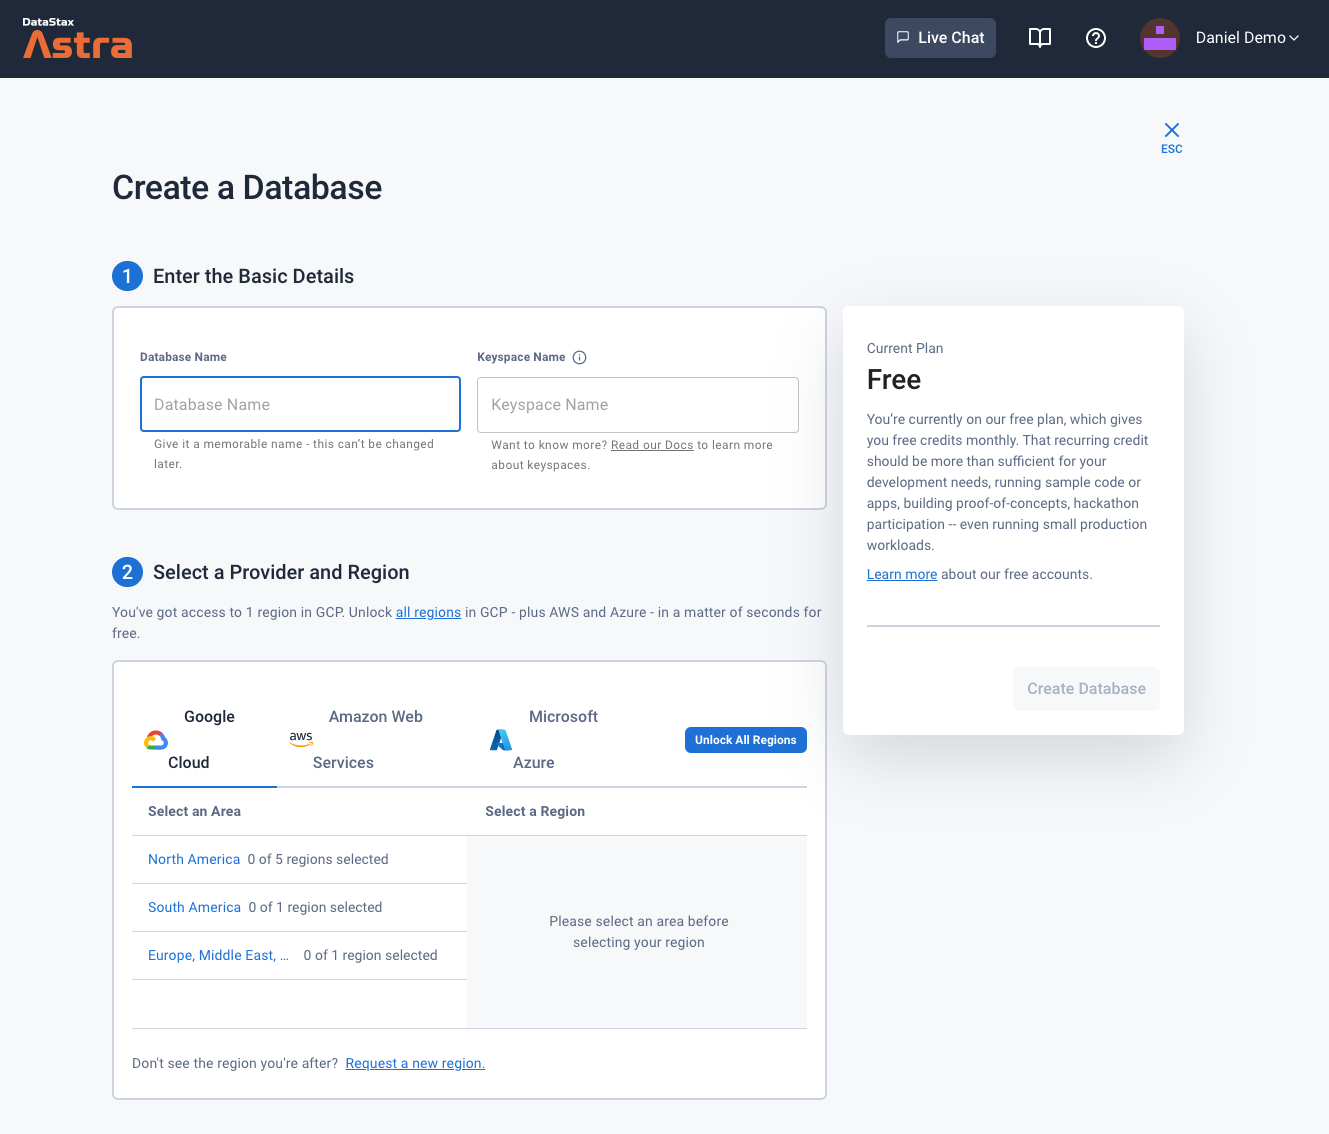 DataStax
Astra
Live Chat
Daniel Demo
ESC
Create a Database
1 Enter the Basic Details
Database Name
Database Name
Give it a memorable name - this can't be changed
later.
Keyspace Name
Keyspace Name
Want to know more? Read our Docs to learn more
about keyspaces.
Current Plan
Free
You're currently on our free plan, which gives
you free credits monthly. That recurring credit
should be more than sufficient for your
development needs, running sample code or
apps, building proof-of-concepts, hackathon
participation -- even running small production
workloads.
Learn more about our free accounts.
Create Database
2 Select a Provider and Region
You've got access to 1 region in GCP. Unlock all regions in GCP - plus AWS and Azure - in a matter of seconds for
free.
Google
Cloud
aws
Amazon Web
Services
Microsoft
Azure
Unlock All Regions
Select an Area
Select a Region
North America 0 of 5 regions selected
South America 0 of 1 region selected
Europe, Middle East, ... 0 of 1 region selected
Please select an area before
selecting your region
Don't see the region you're after? Request a new region.